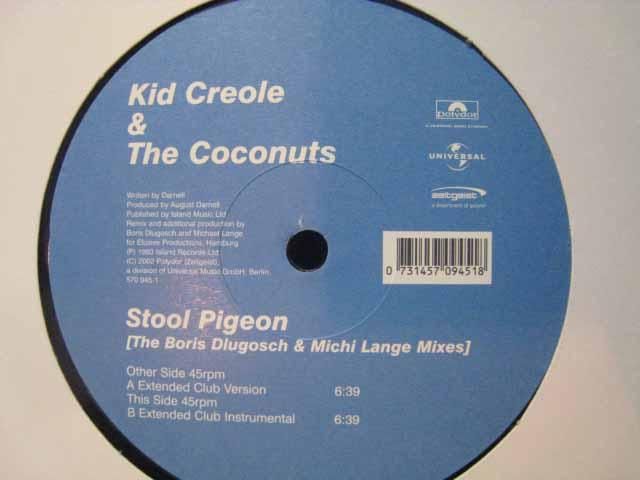 Kid Creole
&
The Coconuts
Polydor
UNIVERSAL
zeitgeist
a department of polydor
Written by Darnell
Produced by August Darnell
Published by Island Music Ltd
Remix and additional production by
Boris Dlugosch and Michael Lange
for Elusive Productions, Hamburg
(P) 1993 Island Records Ltd.
(C) 2002 Polydor (Zeitgeist),
a division of Universal Music GmbH, Berlin.
570 945.1
0 731457 094518
Stool Pigeon
[The Boris Dlugosch & Michi Lange Mixes]
Other Side 45rpm
A Extended Club Version 6:39
This Side 45rpm
B Extended Club Instrumental 6:39